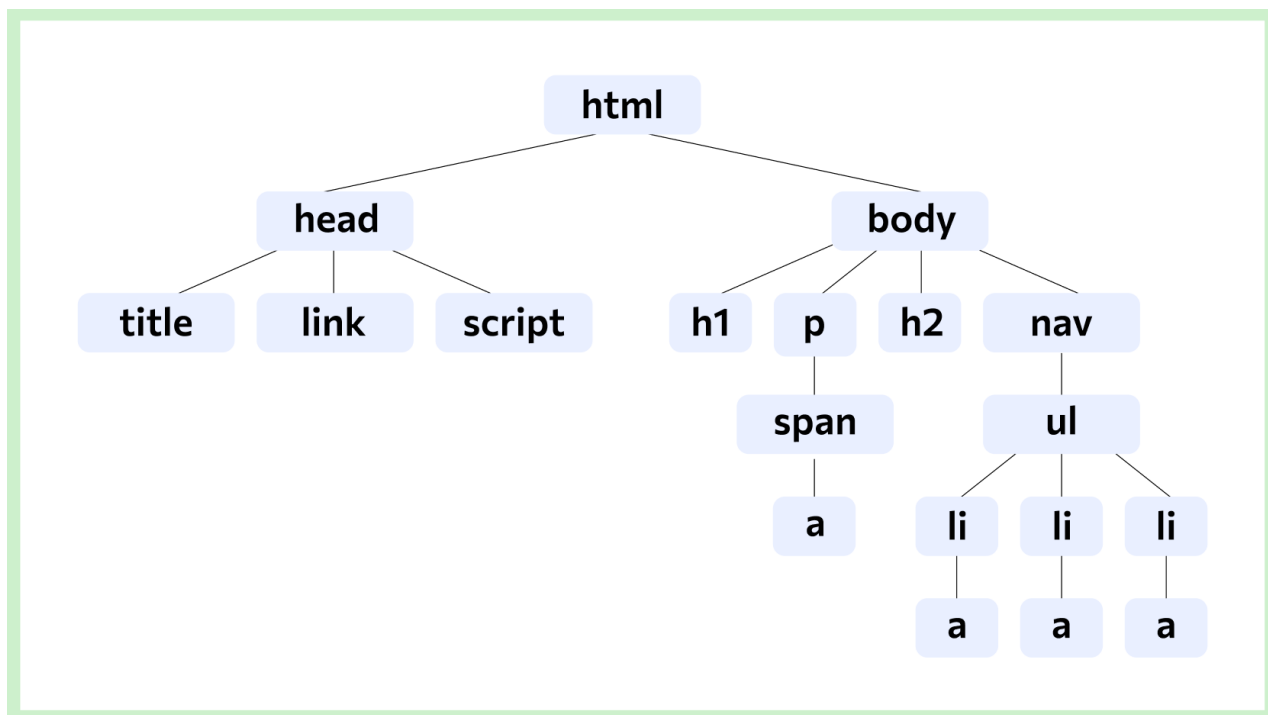 html
head body
title link script h1 p h2 nav
span ul
a li li li
a a a